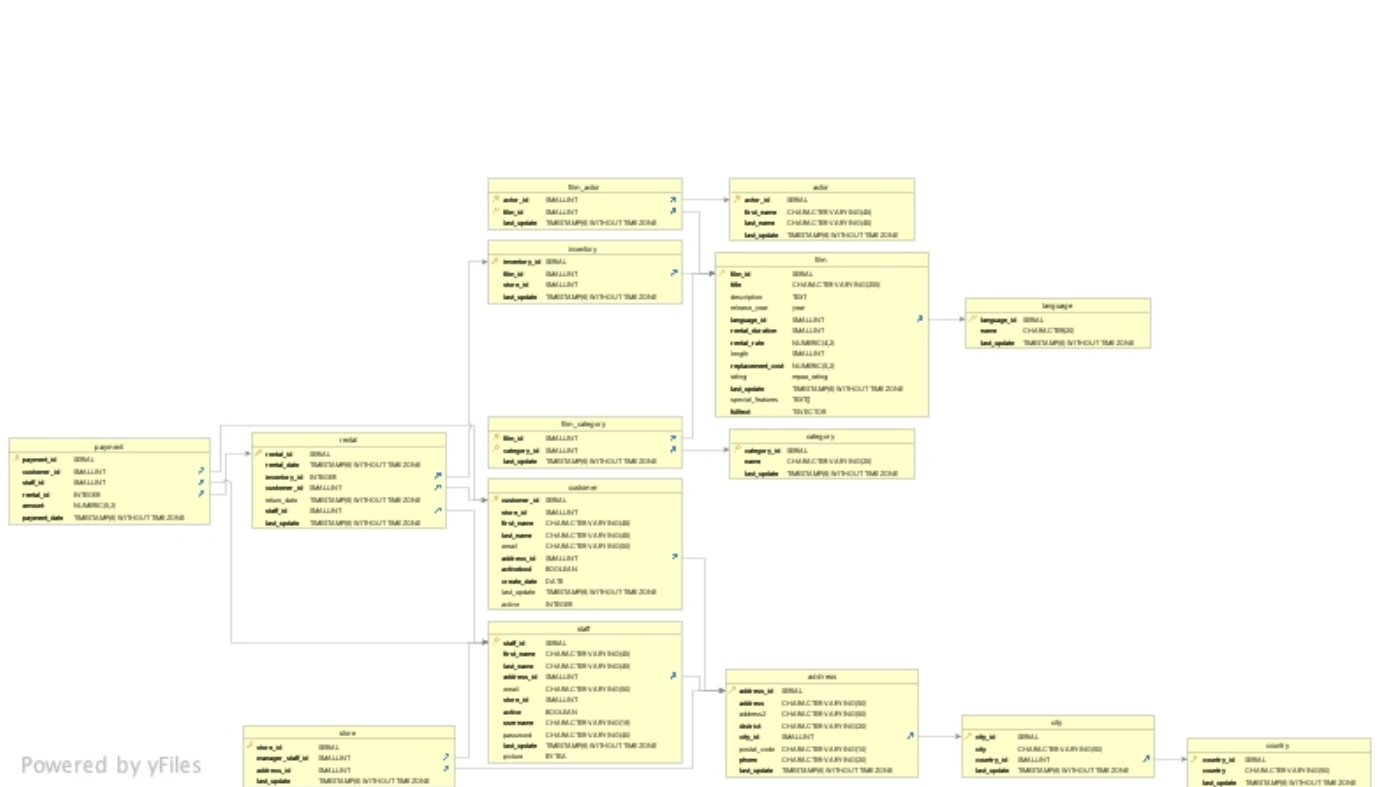 film_actor
actor_id SMALLINT
film_id SMALLINT
last_update TIMESTAMP(6) WITHOUT TIME ZONE
actor
actor_id SERIAL
first_name CHARACTER VARYING(45)
last_name CHARACTER VARYING(45)
last_update TIMESTAMP(6) WITHOUT TIME ZONE
inventory
inventory_id SERIAL
film_id SMALLINT
store_id SMALLINT
last_update TIMESTAMP(6) WITHOUT TIME ZONE
film
film_id SERIAL
title CHARACTER VARYING(255)
description TEXT
release_year year
language_id SMALLINT
rental_duration SMALLINT
rental_rate NUMERIC(4,2)
length SMALLINT
replacement_cost NUMERIC(5,2)
rating mpaa_rating
last_update TIMESTAMP(6) WITHOUT TIME ZONE
special_features TEXT[]
fulltext TSVECTOR
language
language_id SERIAL
name CHARACTER(20)
last_update TIMESTAMP(6) WITHOUT TIME ZONE
film_category
film_id SMALLINT
category_id SMALLINT
last_update TIMESTAMP(6) WITHOUT TIME ZONE
category
category_id SERIAL
name CHARACTER VARYING(25)
last_update TIMESTAMP(6) WITHOUT TIME ZONE
payment
payment_id SERIAL
customer_id SMALLINT
staff_id SMALLINT
rental_id INTEGER
amount NUMERIC(5,2)
payment_date TIMESTAMP(6) WITHOUT TIME ZONE
rental
rental_id SERIAL
rental_date TIMESTAMP(6) WITHOUT TIME ZONE
inventory_id INTEGER
customer_id SMALLINT
return_date TIMESTAMP(6) WITHOUT TIME ZONE
staff_id SMALLINT
last_update TIMESTAMP(6) WITHOUT TIME ZONE
customer
customer_id SERIAL
store_id SMALLINT
first_name CHARACTER VARYING(45)
last_name CHARACTER VARYING(45)
email CHARACTER VARYING(50)
address_id SMALLINT
activebool BOOLEAN
create_date DATE
last_update TIMESTAMP(6) WITHOUT TIME ZONE
active INTEGER
staff
staff_id SERIAL
first_name CHARACTER VARYING(45)
last_name CHARACTER VARYING(45)
address_id SMALLINT
email CHARACTER VARYING(50)
store_id SMALLINT
active BOOLEAN
username CHARACTER VARYING(16)
password CHARACTER VARYING(40)
last_update TIMESTAMP(6) WITHOUT TIME ZONE
picture BYTEA
address
address_id SERIAL
address CHARACTER VARYING(50)
address2 CHARACTER VARYING(50)
district CHARACTER VARYING(20)
city_id SMALLINT
postal_code CHARACTER VARYING(10)
phone CHARACTER VARYING(20)
last_update TIMESTAMP(6) WITHOUT TIME ZONE
store
store_id SERIAL
manager_staff_id SMALLINT
address_id SMALLINT
last_update TIMESTAMP(6) WITHOUT TIME ZONE
city
city_id SERIAL
city CHARACTER VARYING(50)
country_id SMALLINT
last_update TIMESTAMP(6) WITHOUT TIME ZONE
country
country_id SERIAL
country CHARACTER VARYING(50)
last_update TIMESTAMP(6) WITHOUT TIME ZONE
Powered by yFiles